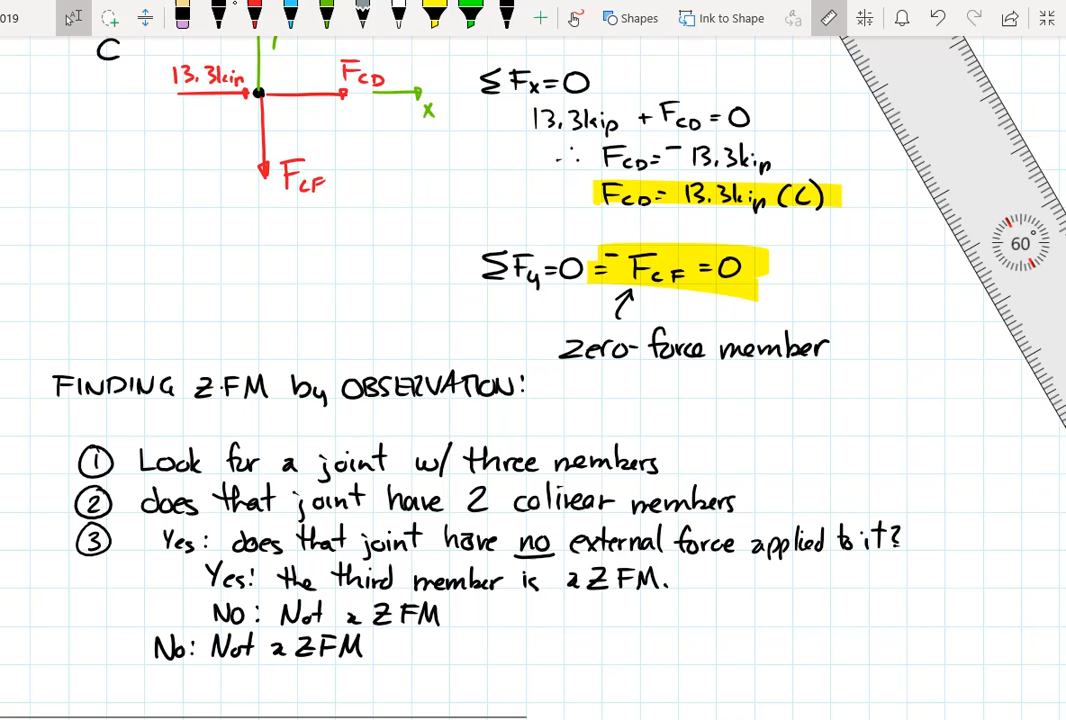 019
Shapes
Ink to Shape
C
13.3kip
FCD
x
FCF
ΣFx=0
13.3kip + FCD = 0
∴ FCD = - 13.3kip
FCD = 13.3kip (C)
60°
ΣFy=0 = - FCF = 0
zero-force member
FINDING Z.FM by OBSERVATION:
① Look for a joint w/ three members
② does that joint have 2 colinear members
③ Yes: does that joint have no external force applied to it?
Yes: the third member is a ZFM.
NO: Not a ZFM
No: Not a ZFM